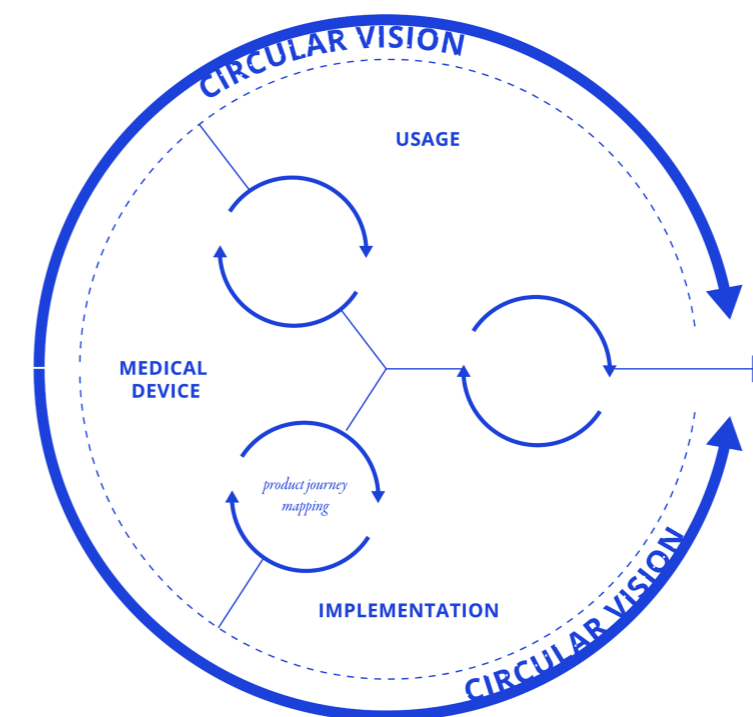 CIRCULAR VISION
USAGE
MEDICAL
DEVICE
product journey
mapping
IMPLEMENTATION
CIRCULAR VISION